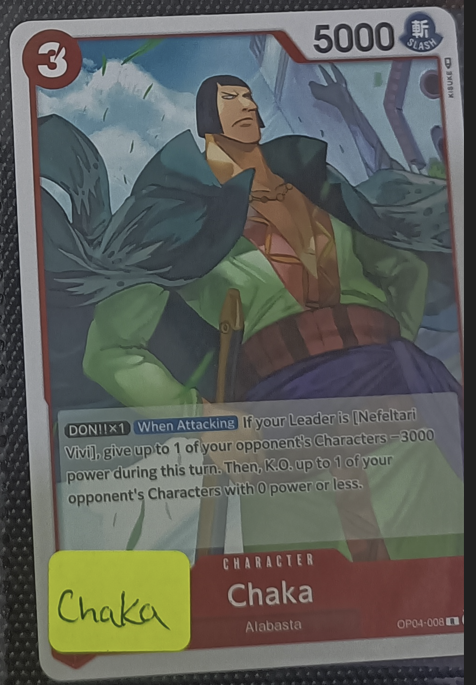 3
5000
斬
SLASH
KISUKE
DON!!×1 When Attacking If your Leader is [Nefeltari
Vivi], give up to 1 of your opponent's Characters −3000
power during this turn. Then, K.O. up to 1 of your
opponent's Characters with 0 power or less.
CHARACTER
Chaka
Chaka
Alabasta
OP04-008 R